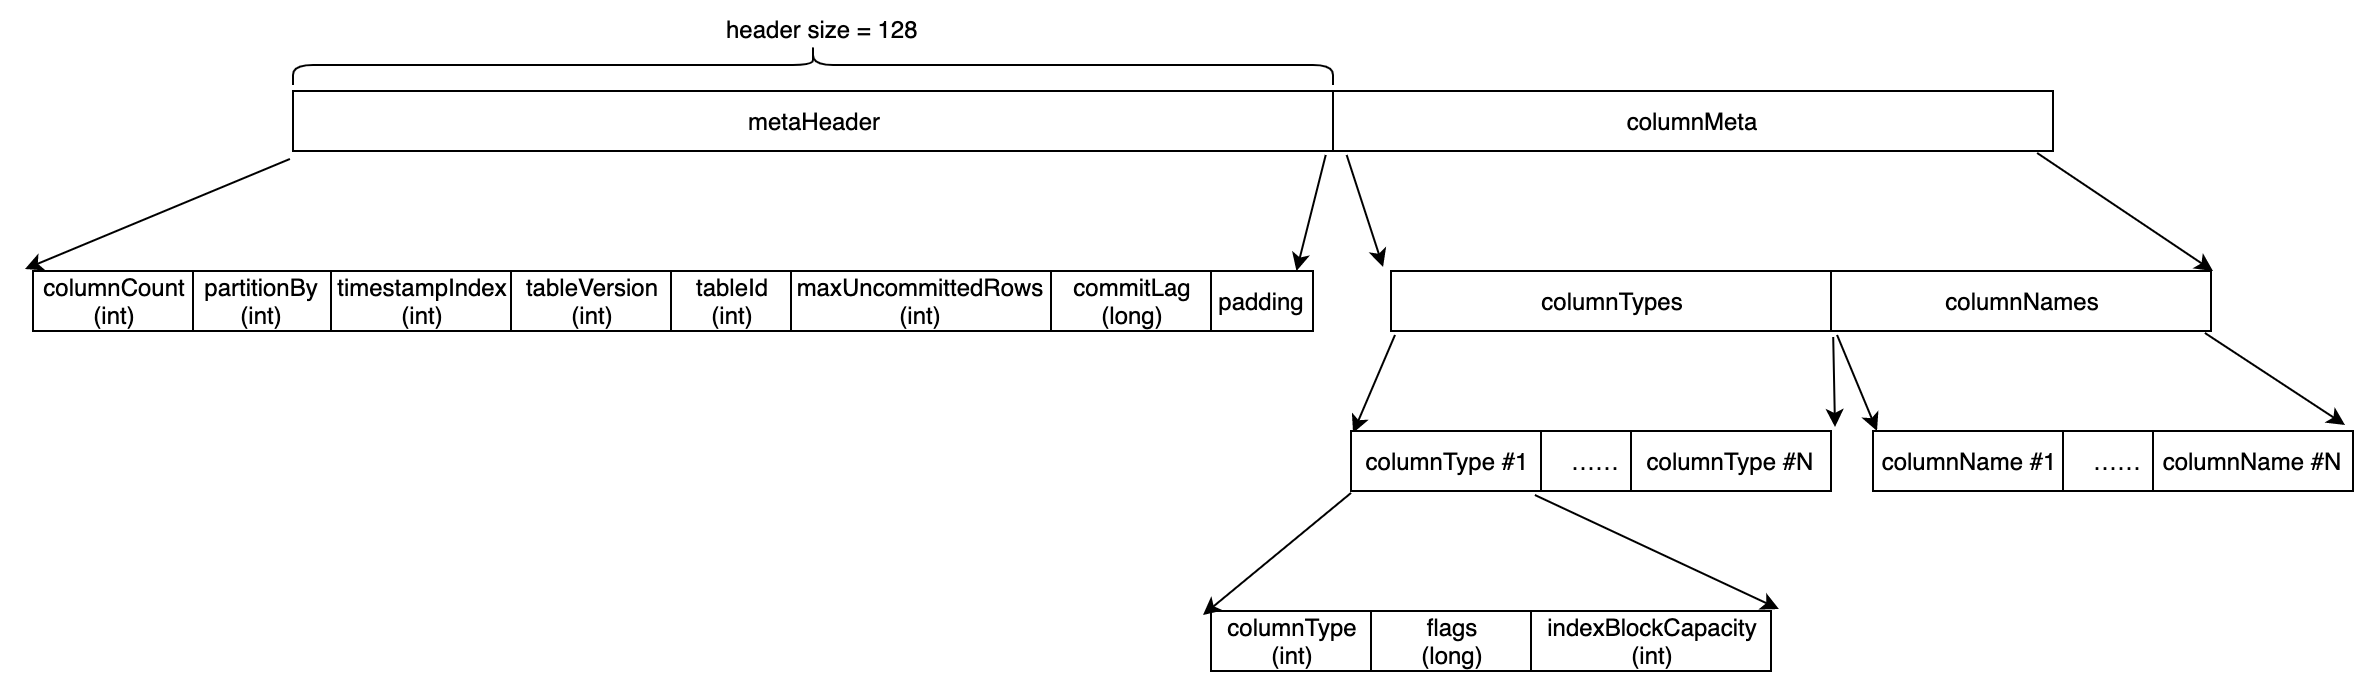 header size = 128
metaHeader
columnMeta
columnCount
(int)
partitionBy
(int)
timestampIndex
(int)
tableVersion
(int)
tableId
(int)
maxUncommittedRows
(int)
commitLag
(long)
padding
columnTypes
columnNames
columnType #1
......
columnType #N
columnName #1
......
columnName #N
columnType
(int)
flags
(long)
indexBlockCapacity
(int)